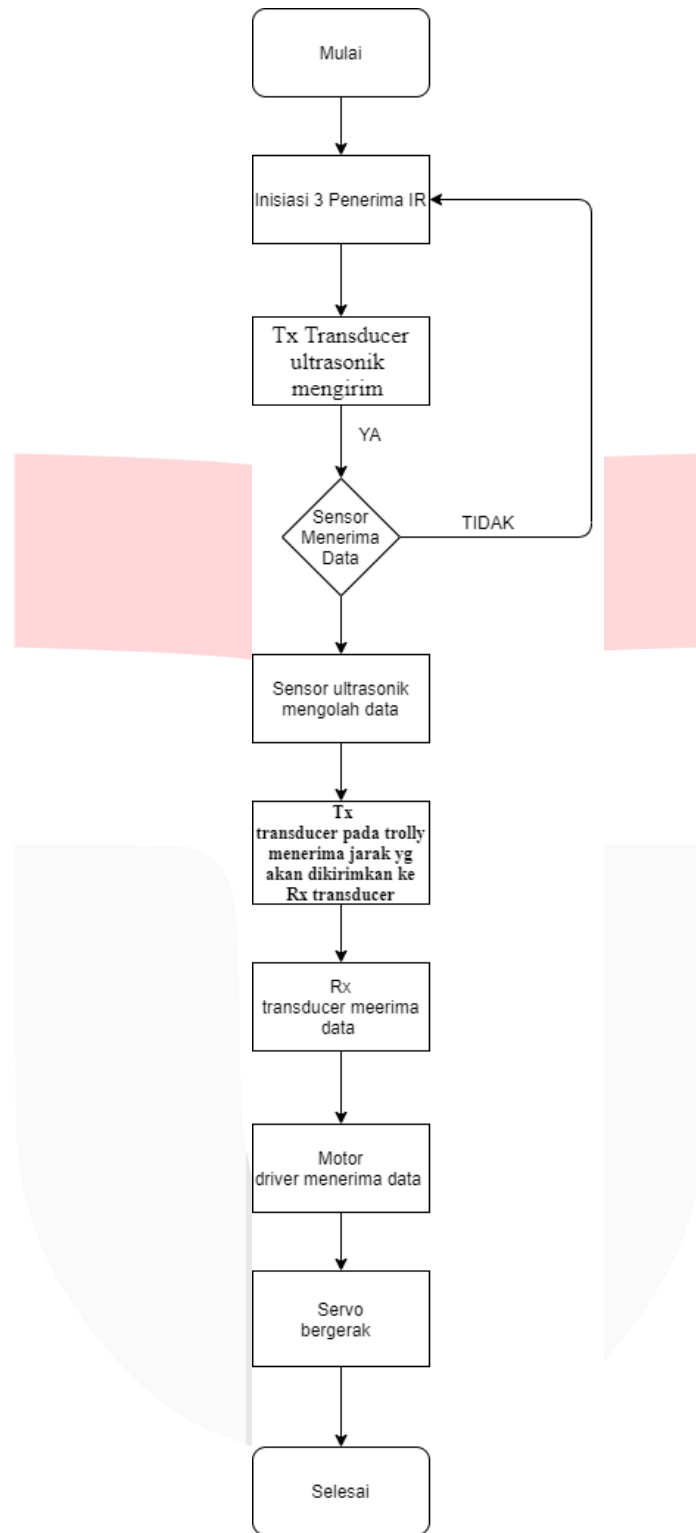 Mulai
Inisiasi 3 Penerima IR
Tx Transducer
ultrasonik
mengirim
YA
Sensor
Menerima
Data
TIDAK
Sensor ultrasonik
mengolah data
Tx
transducer pada trolly
menerima jarak yg
akan dikirimkan ke
Rx transducer
Rx
transducer meerima
data
Motor
driver menerima data
Servo
bergerak
Selesai